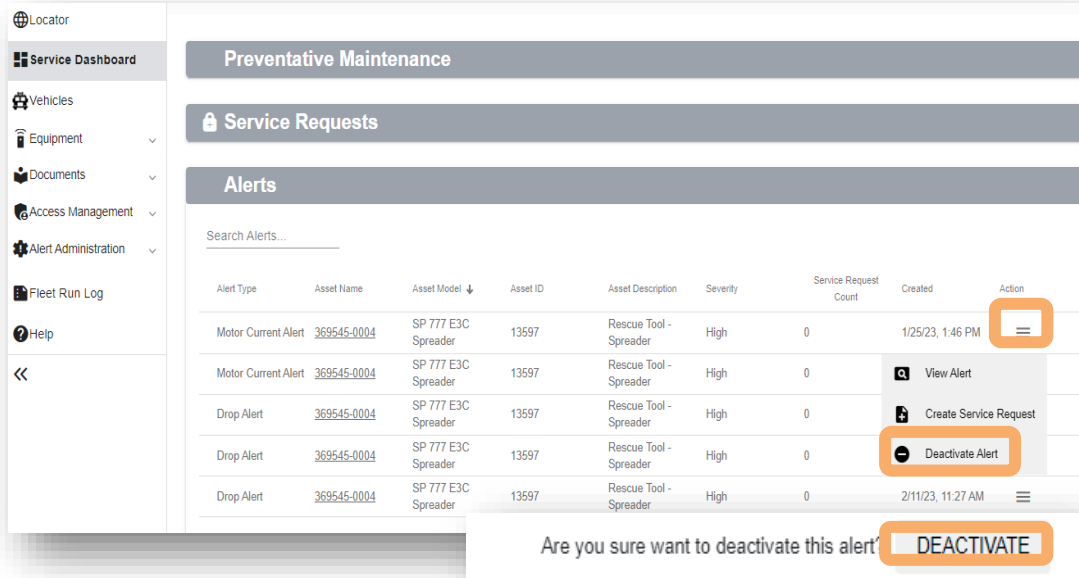 Locator
Service Dashboard
Vehicles
Equipment
Documents
Access Management
Alert Administration
Fleet Run Log
Help
Preventative Maintenance
Service Requests
Alerts
Search Alerts...
Alert Type Asset Name Asset Model Asset ID Asset Description Severity Service Request Count Created Action
Motor Current Alert 369545-0004 SP 777 E3C Spreader 13597 Rescue Tool - Spreader High 0 1/25/23, 1:46 PM
Motor Current Alert 369545-0004 SP 777 E3C Spreader 13597 Rescue Tool - Spreader High 0
Drop Alert 369545-0004 SP 777 E3C Spreader 13597 Rescue Tool - Spreader High 0
Drop Alert 369545-0004 SP 777 E3C Spreader 13597 Rescue Tool - Spreader High 0
Drop Alert 369545-0004 SP 777 E3C Spreader 13597 Rescue Tool - Spreader High 0 2/11/23, 11:27 AM
View Alert
Create Service Request
Deactivate Alert
Are you sure want to deactivate this alert? DEACTIVATE